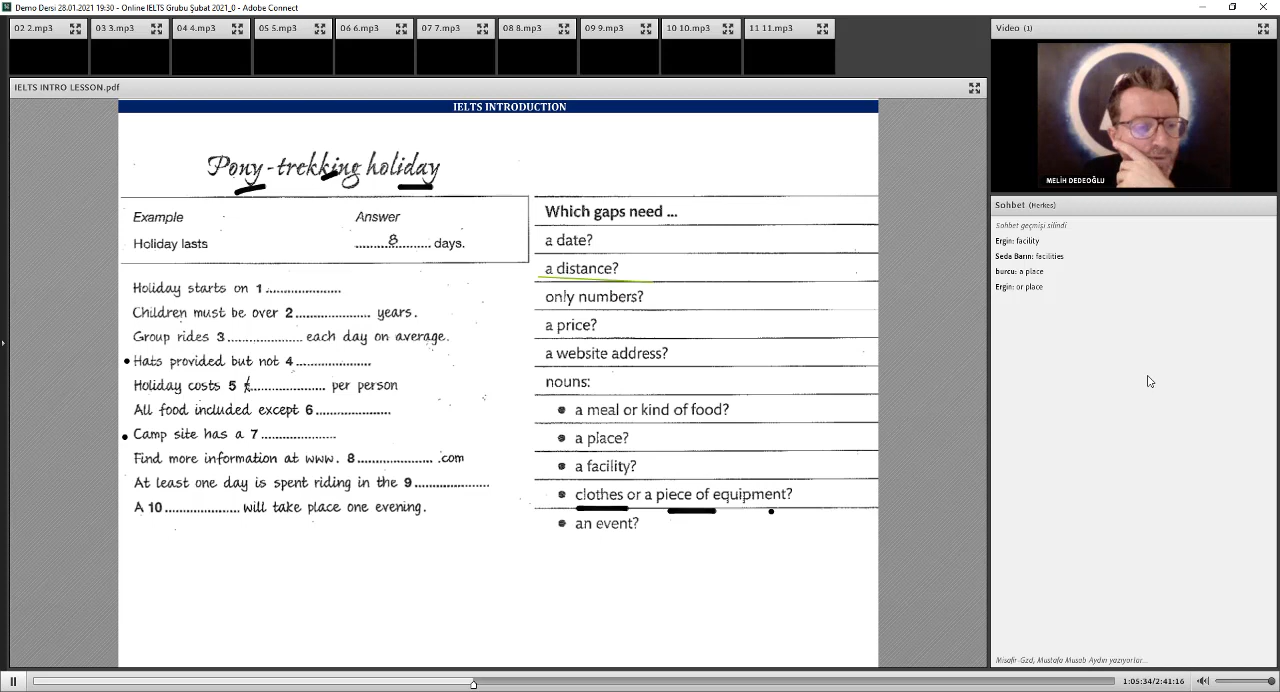 Demo Dersi 28.01.2021 19:30 - Online IELTS Grubu Şubat 2021_0 - Adobe Connect
02 2.mp3
03 3.mp3
04 4.mp3
05 5.mp3
06 6.mp3
07 7.mp3
08 8.mp3
09 9.mp3
10 10.mp3
11 11.mp3
Video (1)
MELİH DEDEOĞLU
IELTS INTRO LESSON.pdf
IELTS INTRODUCTION
Pony-trekking holiday
Example Answer
Holiday lasts ..........8.......... days.
Holiday starts on 1 ....................
Children must be over 2 .................... years.
Group rides 3 .................... each day on average.
• Hats provided but not 4 ....................
Holiday costs 5 £.................... per person
All food included except 6 ....................
• Camp site has a 7 ....................
Find more information at www. 8 .................... .com
At least one day is spent riding in the 9 ....................
A 10 .................... will take place one evening.
Which gaps need ...
a date?
a distance?
only numbers?
a price?
a website address?
nouns:
• a meal or kind of food?
• a place?
• a facility?
• clothes or a piece of equipment?
• an event?
Sohbet (Herkes)
Sohbet geçmişi silindi
Ergin: facility
Seda Barın: facilities
burcu: a place
Ergin: or place
Misafir-Gzd, Mustafa Musab Aydın yazıyorlar...
1:05:34/2:41:16